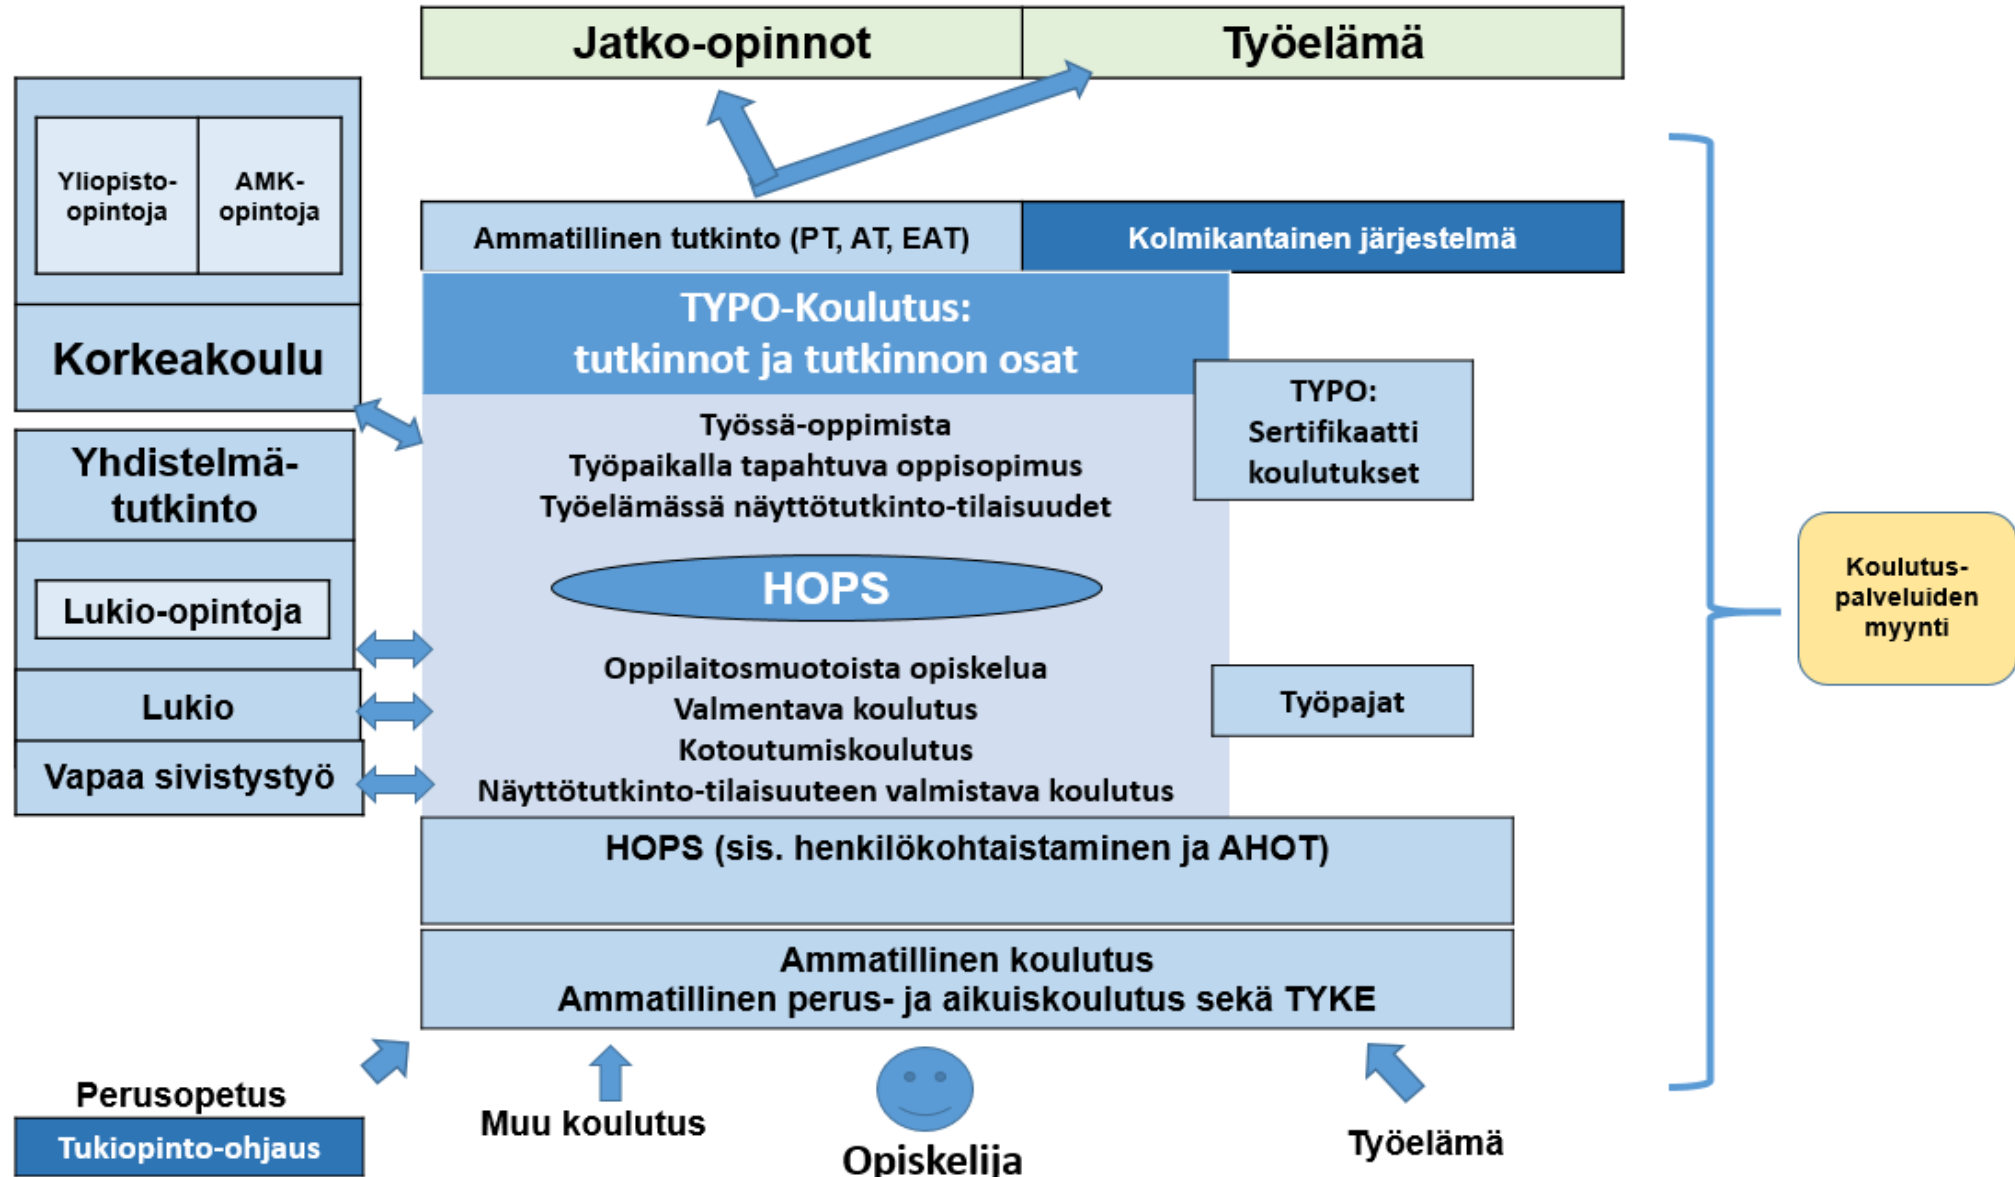 Jatko-opinnot
Työelämä
Yliopisto-
opintoja
AMK-
opintoja
Korkeakoulu
Yhdistelmä-
tutkinto
Lukio-opintoja
Lukio
Vapaa sivistystyö
Ammatillinen tutkinto (PT, AT, EAT)
Kolmikantainen järjestelmä
TYPO-Koulutus:
tutkinnot ja tutkinnon osat
Työssä-oppimista
Työpaikalla tapahtuva oppisopimus
Työelämässä näyttötutkinto-tilaisuudet
HOPS
Oppilaitosmuotoista opiskelua
Valmentava koulutus
Kotoutumiskoulutus
Näyttötutkinto-tilaisuuteen valmistava koulutus
TYPO:
Sertifikaatti
koulutukset
Työpajat
Koulutus-
palveluiden
myynti
HOPS (sis. henkilökohtaistaminen ja AHOT)
Ammatillinen koulutus
Ammatillinen perus- ja aikuiskoulutus sekä TYKE
Perusopetus
Tukiopinto-ohjaus
Muu koulutus
Opiskelija
Työelämä